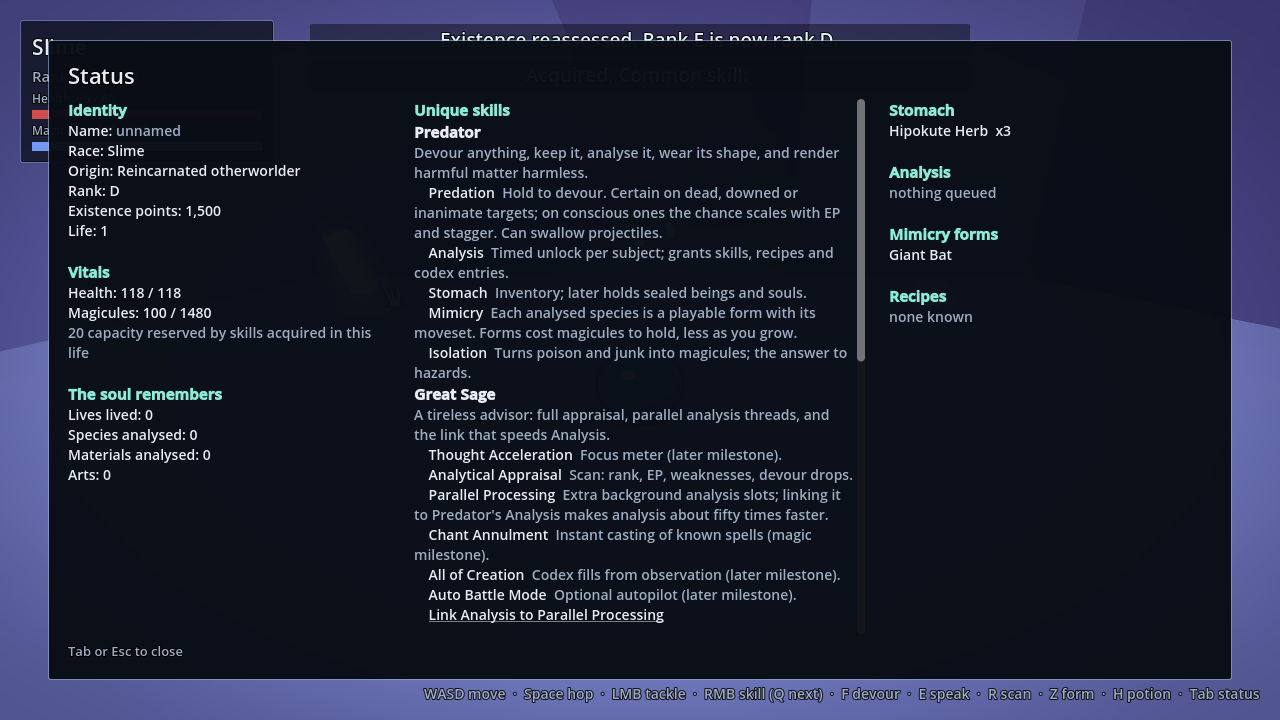 Slime
Existence reassessed. Rank E is now rank D.
Acquired Common skill
Status
Identity
Name: unnamed
Race: Slime
Origin: Reincarnated otherworlder
Rank: D
Existence points: 1,500
Life: 1
Vitals
Health: 118 / 118
Magicules: 100 / 1480
20 capacity reserved by skills acquired in this
life
The soul remembers
Lives lived: 0
Species analysed: 0
Materials analysed: 0
Arts: 0
Unique skills
Predator
Devour anything, keep it, analyse it, wear its shape, and render
harmful matter harmless.
Predation Hold to devour. Certain on dead, downed or
inanimate targets; on conscious ones the chance scales with EP
and stagger. Can swallow projectiles.
Analysis Timed unlock per subject; grants skills, recipes and
codex entries.
Stomach Inventory; later holds sealed beings and souls.
Mimicry Each analysed species is a playable form with its
moveset. Forms cost magicules to hold, less as you grow.
Isolation Turns poison and junk into magicules; the answer to
hazards.
Great Sage
A tireless advisor: full appraisal, parallel analysis threads, and
the link that speeds Analysis.
Thought Acceleration Focus meter (later milestone).
Analytical Appraisal Scan: rank, EP, weaknesses, devour drops.
Parallel Processing Extra background analysis slots; linking it
to Predator's Analysis makes analysis about fifty times faster.
Chant Annulment Instant casting of known spells (magic
milestone).
All of Creation Codex fills from observation (later milestone).
Auto Battle Mode Optional autopilot (later milestone).
Link Analysis to Parallel Processing
Stomach
Hipokute Herb x3
Analysis
nothing queued
Mimicry forms
Giant Bat
Recipes
none known
Tab or Esc to close
WASD move · Space hop · LMB tackle · RMB skill (Q next) · F devour · E speak · R scan · Z form · H potion · Tab status